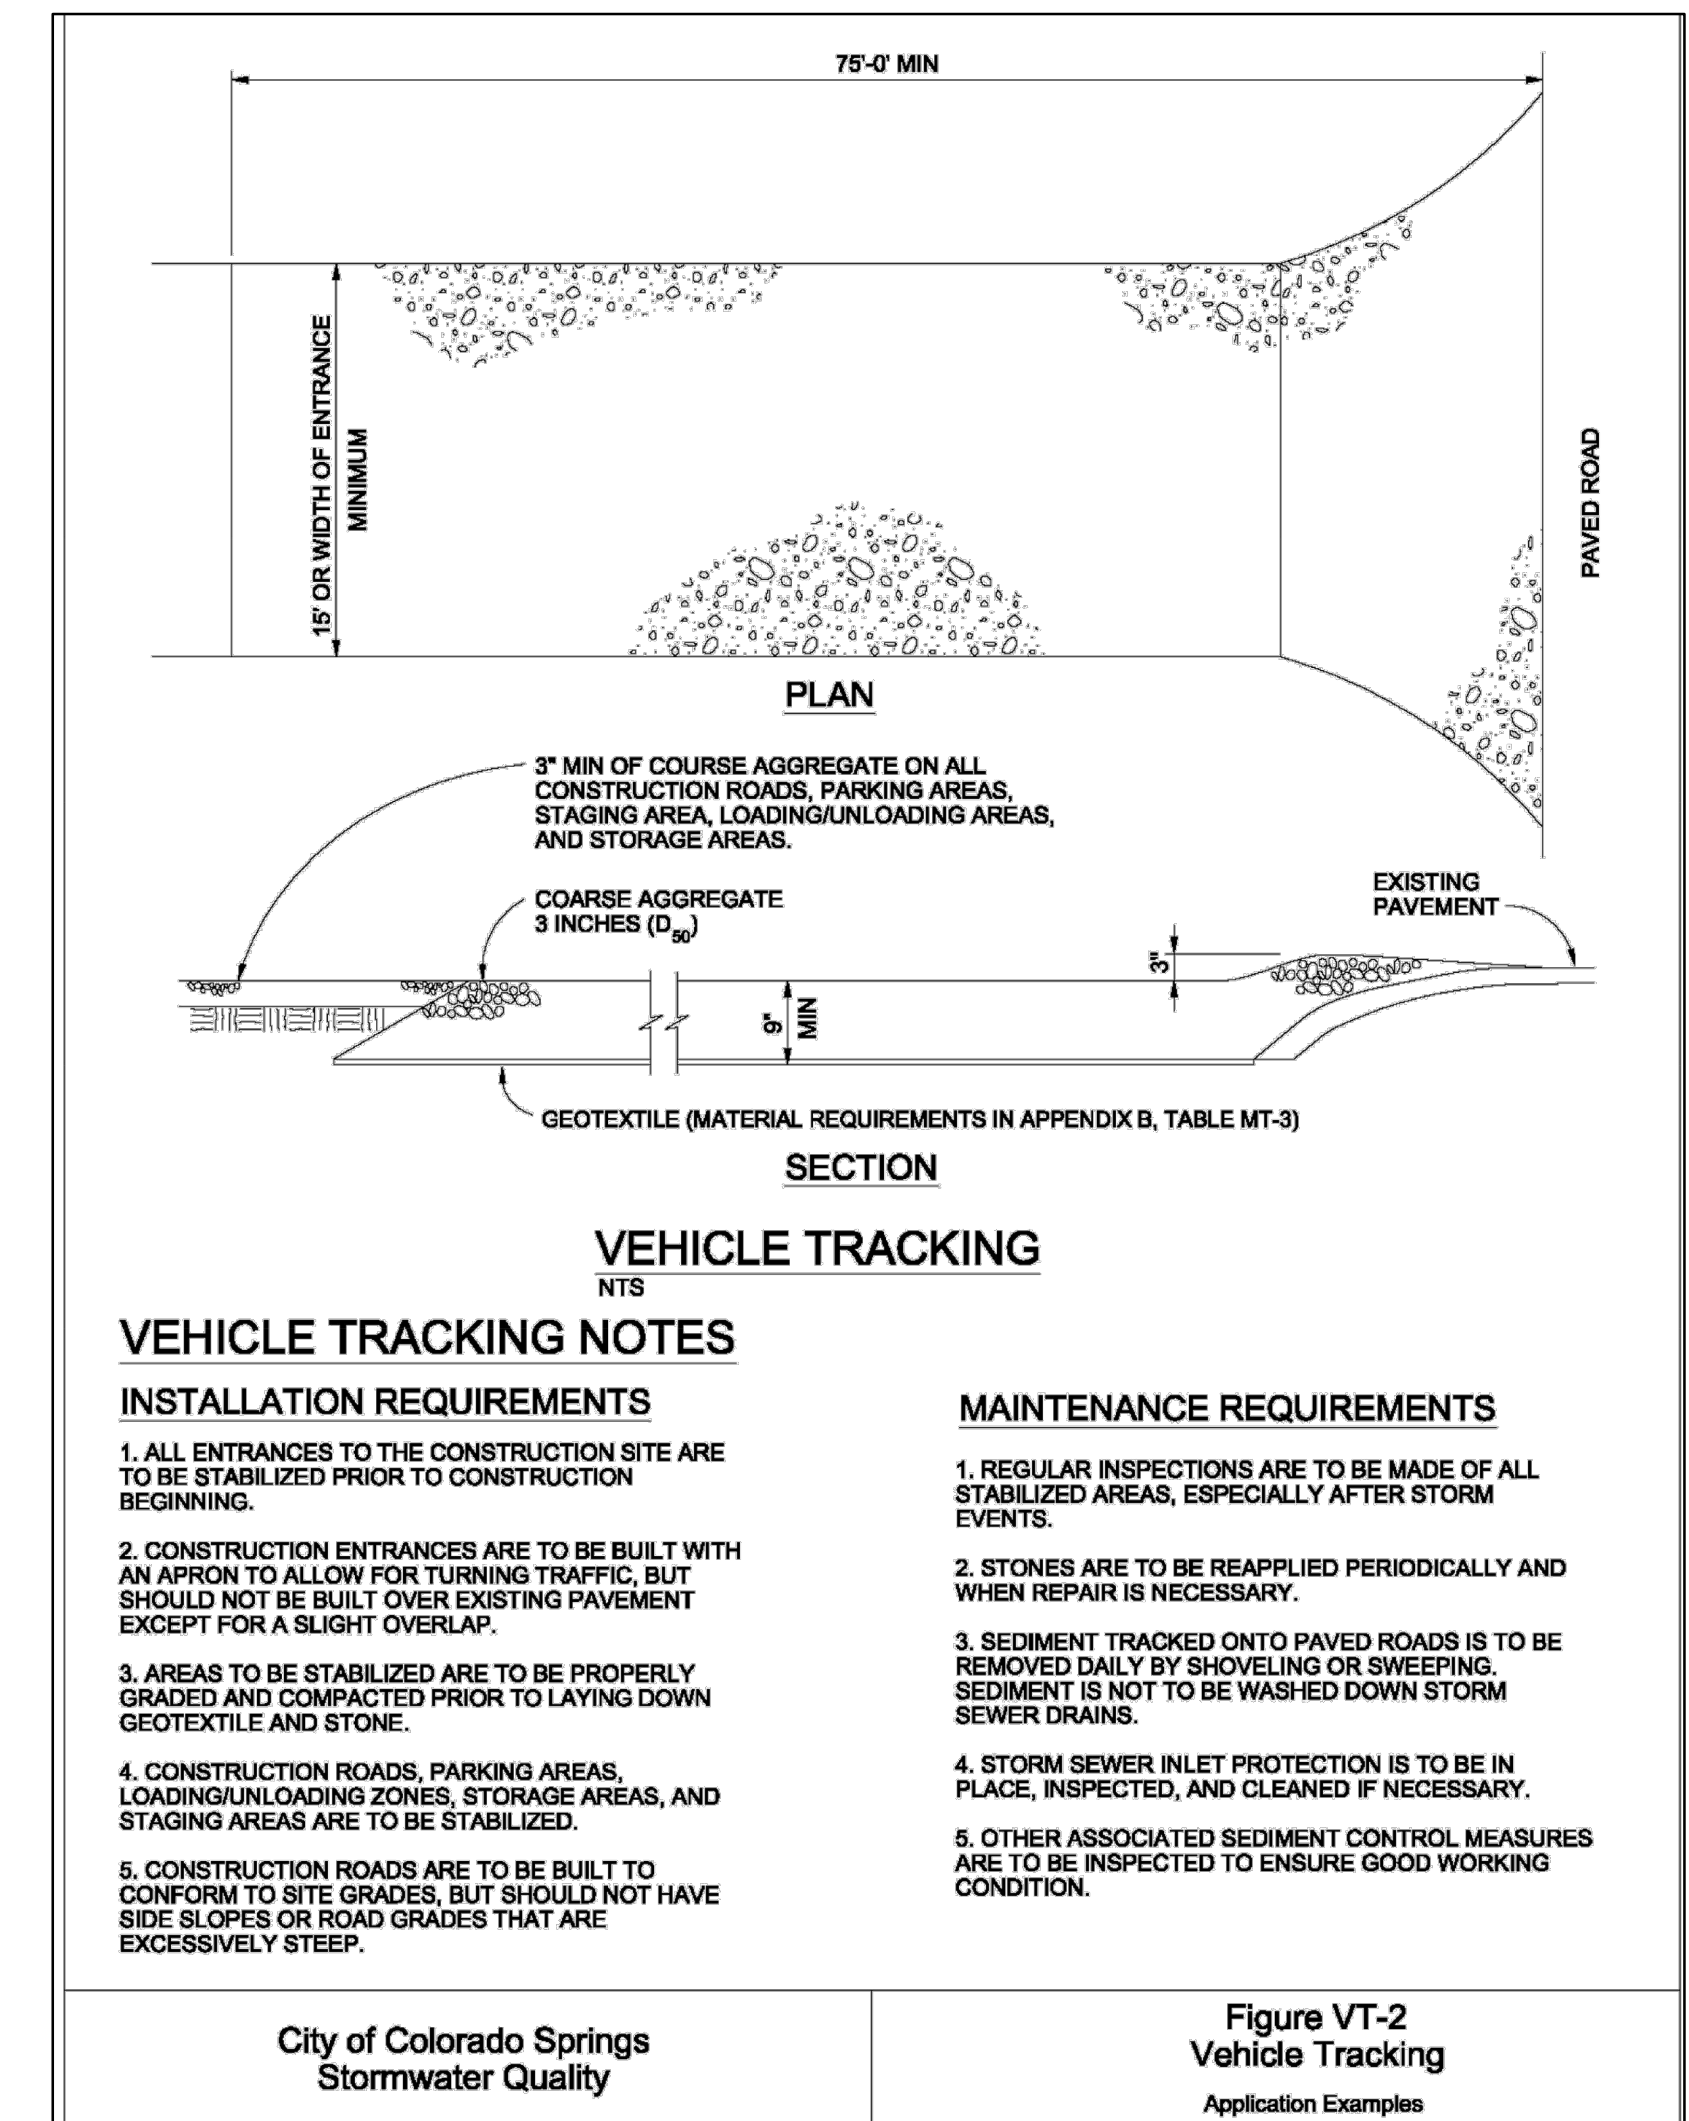 75'-0' MIN
15' OR WIDTH OF ENTRANCE
MINIMUM
PAVED ROAD
PLAN
3" MIN OF COURSE AGGREGATE ON ALL
CONSTRUCTION ROADS, PARKING AREAS,
STAGING AREA, LOADING/UNLOADING AREAS,
AND STORAGE AREAS.
COARSE AGGREGATE
3 INCHES (D50)
EXISTING
PAVEMENT
3"
9"
MIN
GEOTEXTILE (MATERIAL REQUIREMENTS IN APPENDIX B, TABLE MT-3)
SECTION
VEHICLE TRACKING
NTS
VEHICLE TRACKING NOTES
INSTALLATION REQUIREMENTS
1. ALL ENTRANCES TO THE CONSTRUCTION SITE ARE
TO BE STABILIZED PRIOR TO CONSTRUCTION
BEGINNING.
2. CONSTRUCTION ENTRANCES ARE TO BE BUILT WITH
AN APRON TO ALLOW FOR TURNING TRAFFIC, BUT
SHOULD NOT BE BUILT OVER EXISTING PAVEMENT
EXCEPT FOR A SLIGHT OVERLAP.
3. AREAS TO BE STABILIZED ARE TO BE PROPERLY
GRADED AND COMPACTED PRIOR TO LAYING DOWN
GEOTEXTILE AND STONE.
4. CONSTRUCTION ROADS, PARKING AREAS,
LOADING/UNLOADING ZONES, STORAGE AREAS, AND
STAGING AREAS ARE TO BE STABILIZED.
5. CONSTRUCTION ROADS ARE TO BE BUILT TO
CONFORM TO SITE GRADES, BUT SHOULD NOT HAVE
SIDE SLOPES OR ROAD GRADES THAT ARE
EXCESSIVELY STEEP.
MAINTENANCE REQUIREMENTS
1. REGULAR INSPECTIONS ARE TO BE MADE OF ALL
STABILIZED AREAS, ESPECIALLY AFTER STORM
EVENTS.
2. STONES ARE TO BE REAPPLIED PERIODICALLY AND
WHEN REPAIR IS NECESSARY.
3. SEDIMENT TRACKED ONTO PAVED ROADS IS TO BE
REMOVED DAILY BY SHOVELING OR SWEEPING.
SEDIMENT IS NOT TO BE WASHED DOWN STORM
SEWER DRAINS.
4. STORM SEWER INLET PROTECTION IS TO BE IN
PLACE, INSPECTED, AND CLEANED IF NECESSARY.
5. OTHER ASSOCIATED SEDIMENT CONTROL MEASURES
ARE TO BE INSPECTED TO ENSURE GOOD WORKING
CONDITION.
City of Colorado Springs
Stormwater Quality
Figure VT-2
Vehicle Tracking
Application Examples